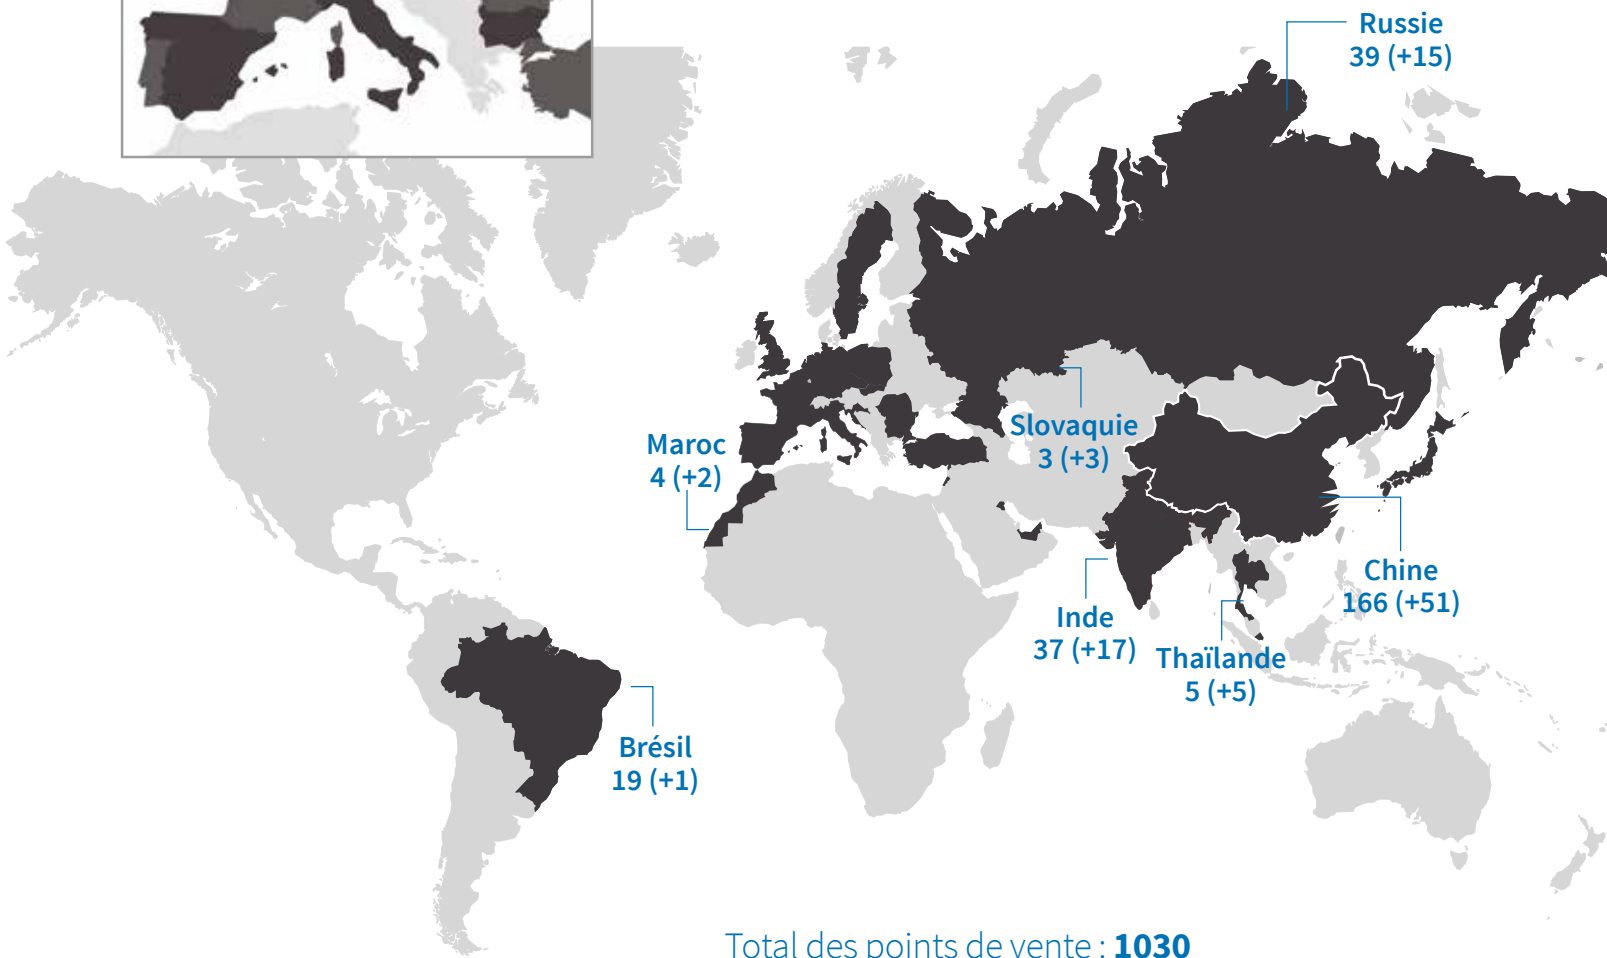 Russie
39 (+15)
Slovaquie
3 (+3)
Maroc
4 (+2)
Chine
166 (+51)
Inde
37 (+17)
Thaïlande
5 (+5)
Brésil
19 (+1)
Total des points de vente : 1030